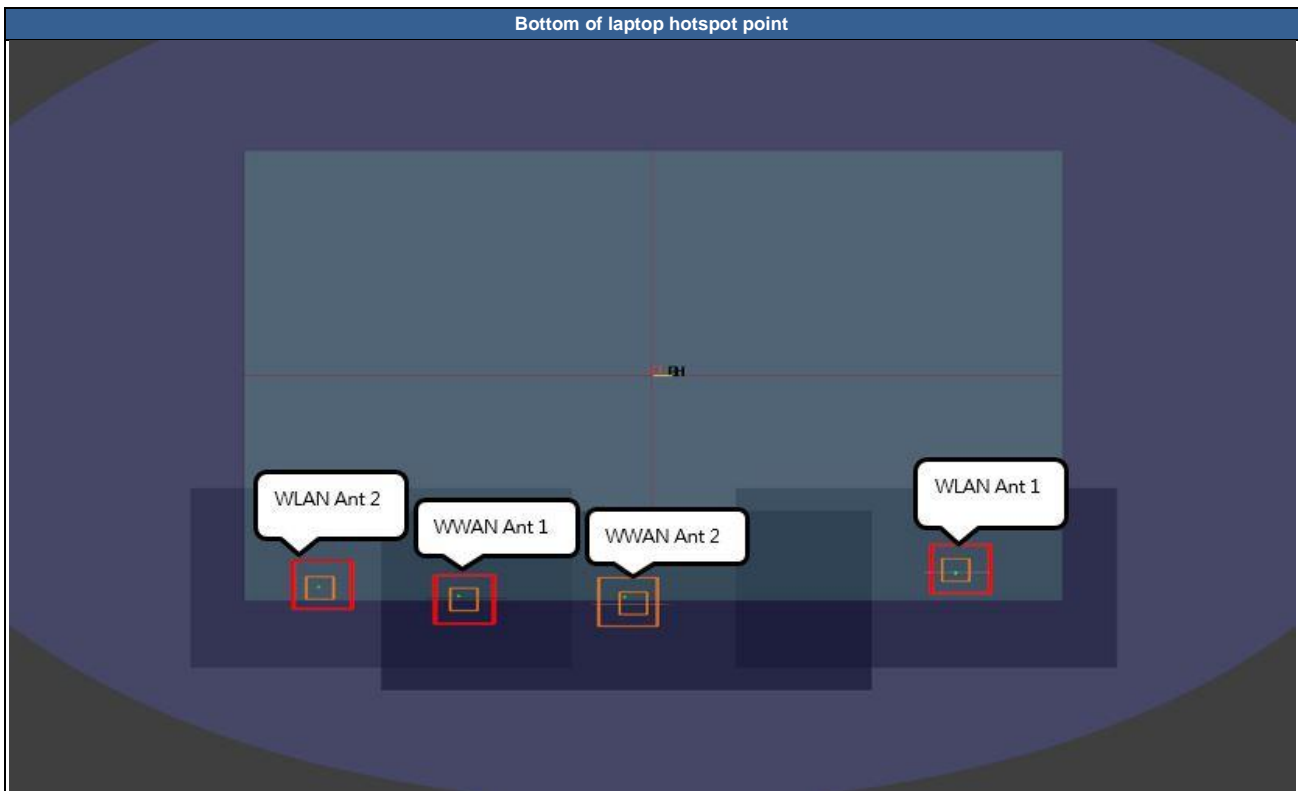 Bottom of laptop hotspot point
WLAN Ant 2
WWAN Ant 1
WWAN Ant 2
WLAN Ant 1